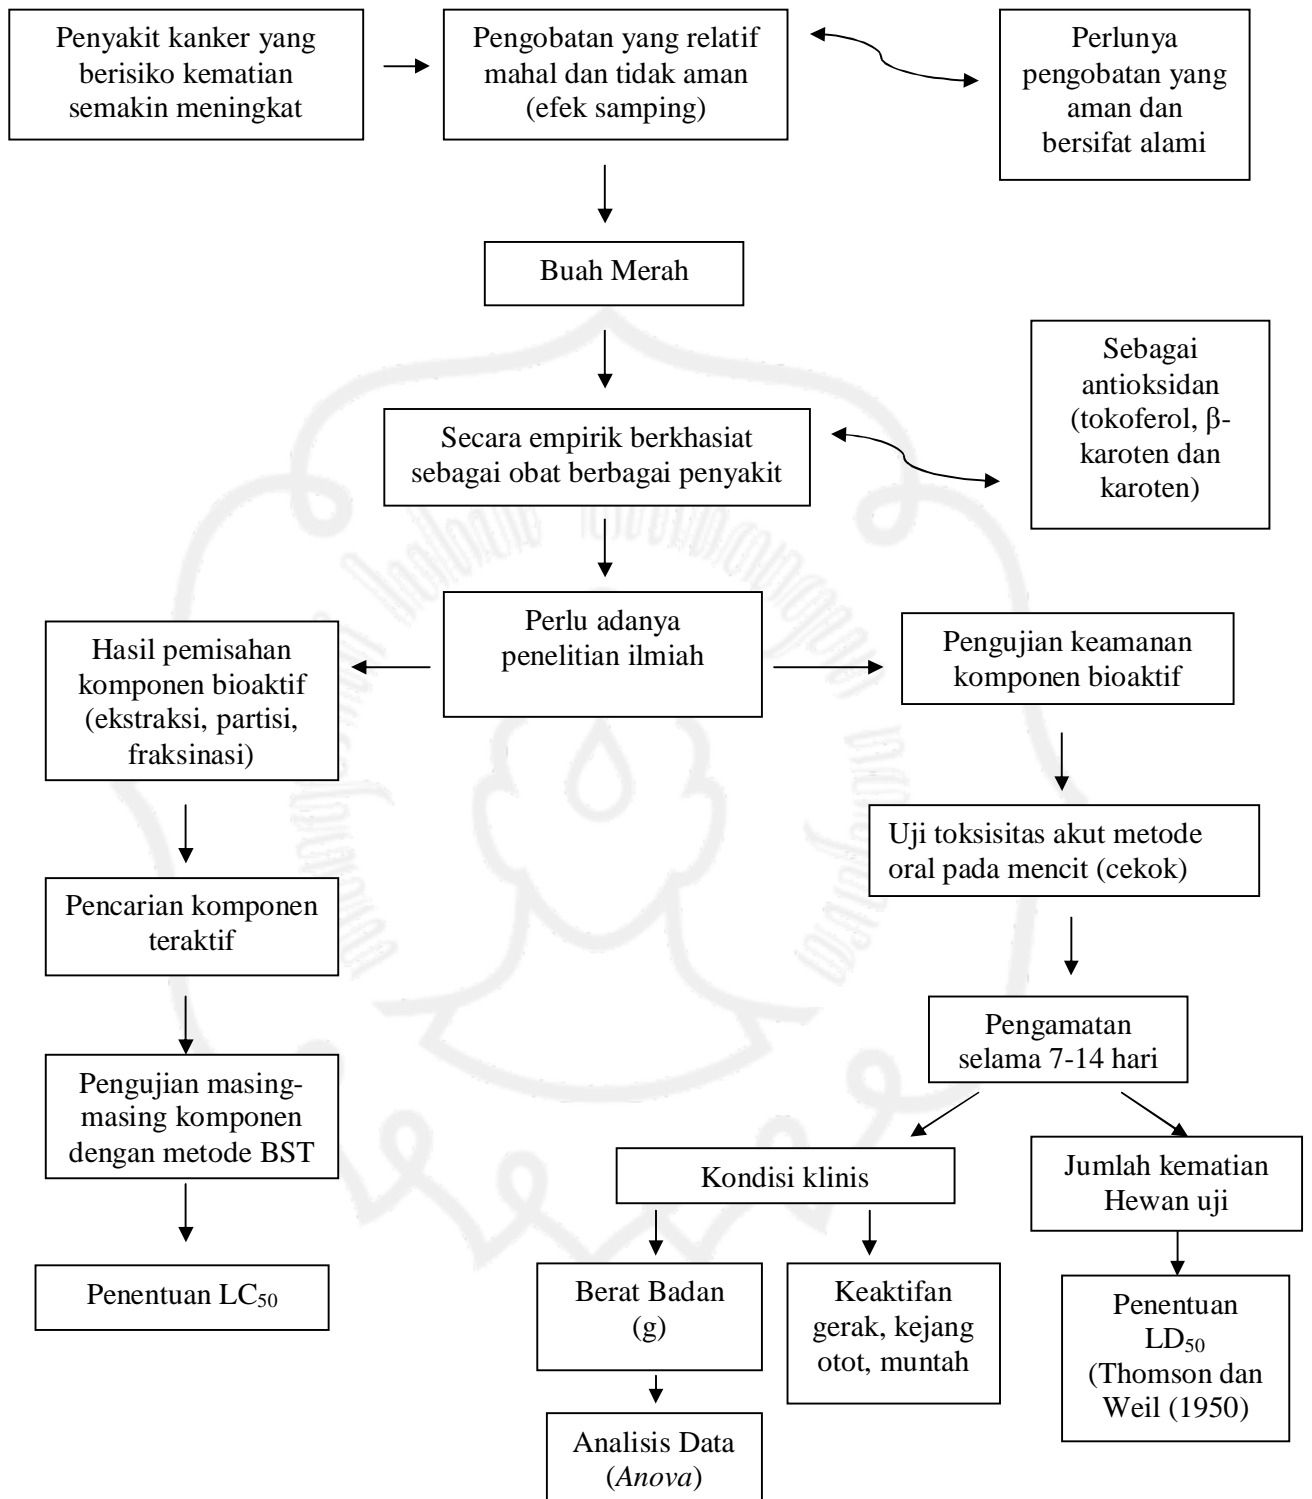 Penyakit kanker yang
berisiko kematian
semakin meningkat
Pengobatan yang relatif
mahal dan tidak aman
(efek samping)
Perlunya
pengobatan yang
aman dan
bersifat alami
Buah Merah
Sebagai
antioksidan
(tokoferol, β-
karoten dan
karoten)
Secara empirik berkhasiat
sebagai obat berbagai penyakit
Perlu adanya
penelitian ilmiah
Hasil pemisahan
komponen bioaktif
(ekstraksi, partisi,
fraksinasi)
Pengujian keamanan
komponen bioaktif
Uji toksisitas akut metode
oral pada mencit (cekok)
Pencarian komponen
teraktif
Pengamatan
selama 7-14 hari
Pengujian masing-
masing komponen
dengan metode BST
Kondisi klinis
Jumlah kematian
Hewan uji
Penentuan LC50
Berat Badan
(g)
Keaktifan
gerak, kejang
otot, muntah
Penentuan
LD50
(Thomson dan
Weil (1950)
Analisis Data
(Anova)